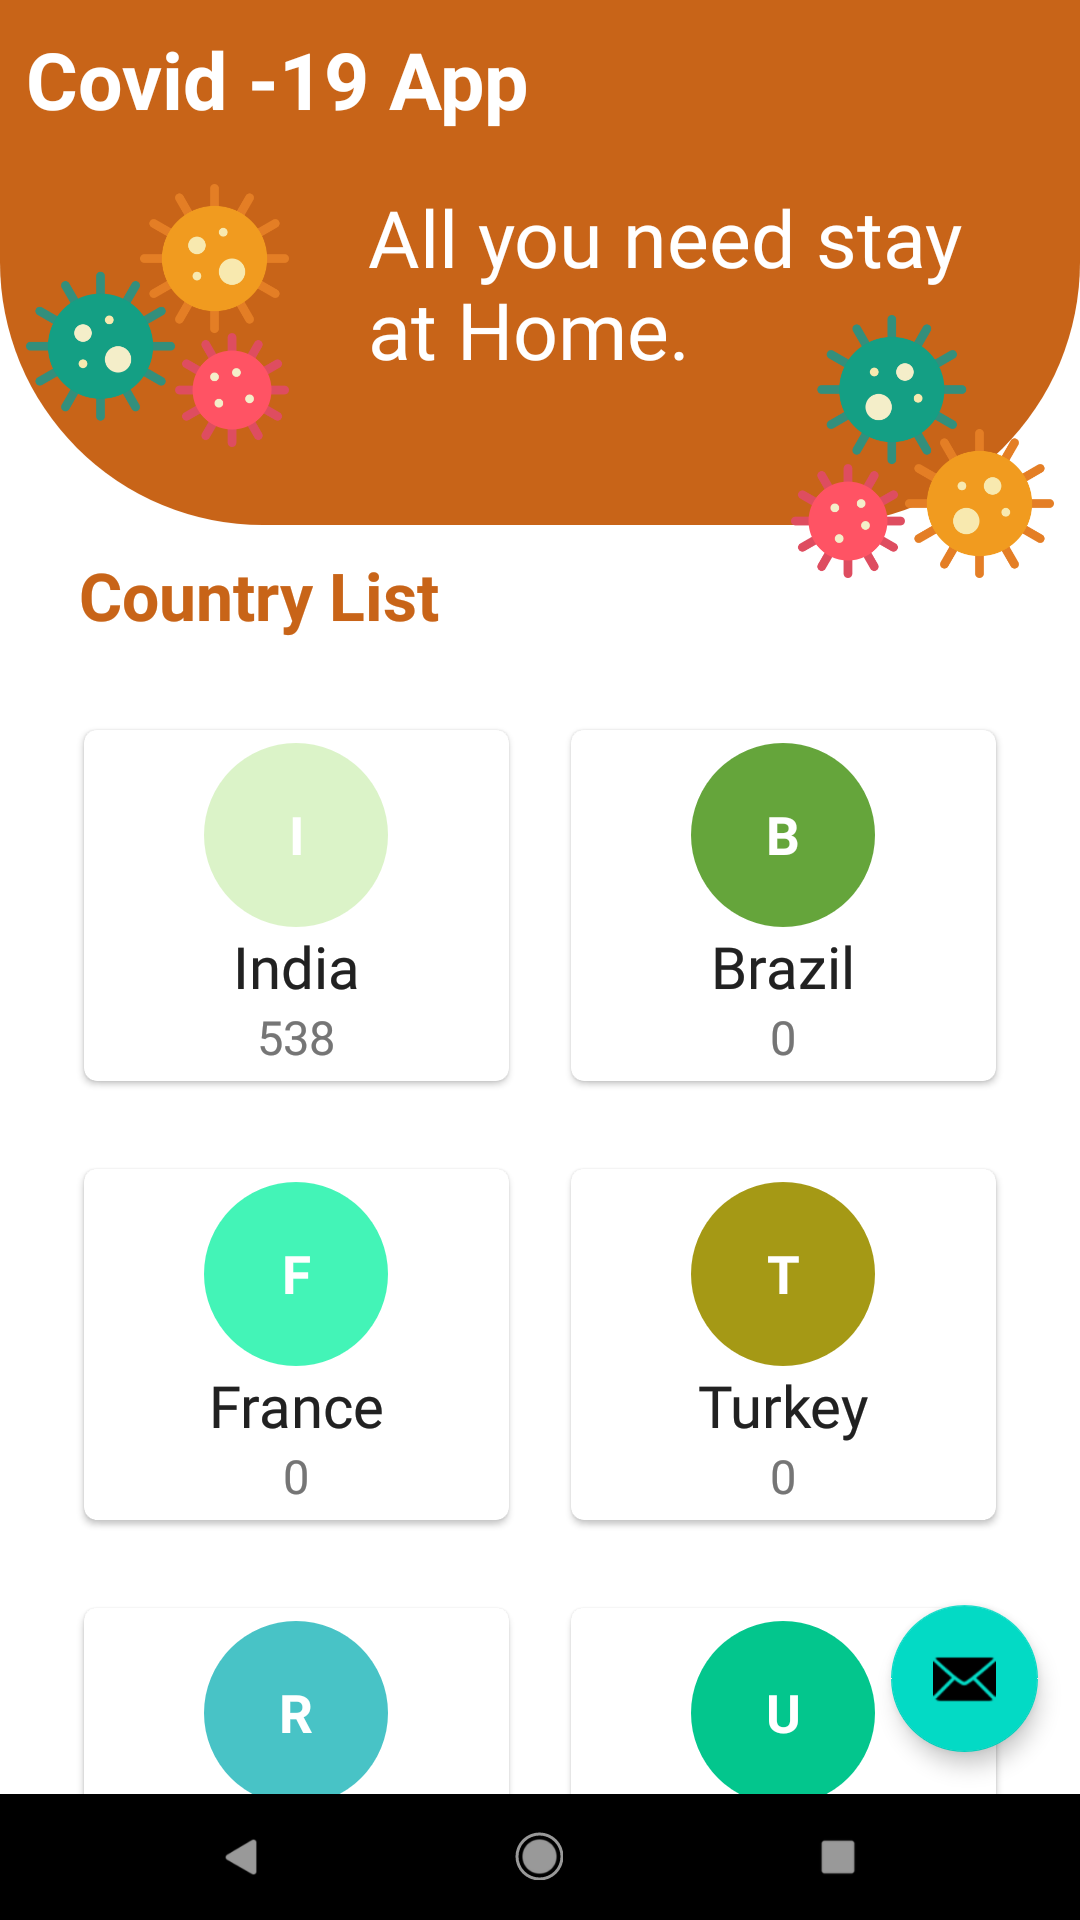 Covid -19 App
All you need stay
at Home.
Country List
I
B
India
Brazil
538
0
F
T
France
Turkey
0
0
R
U